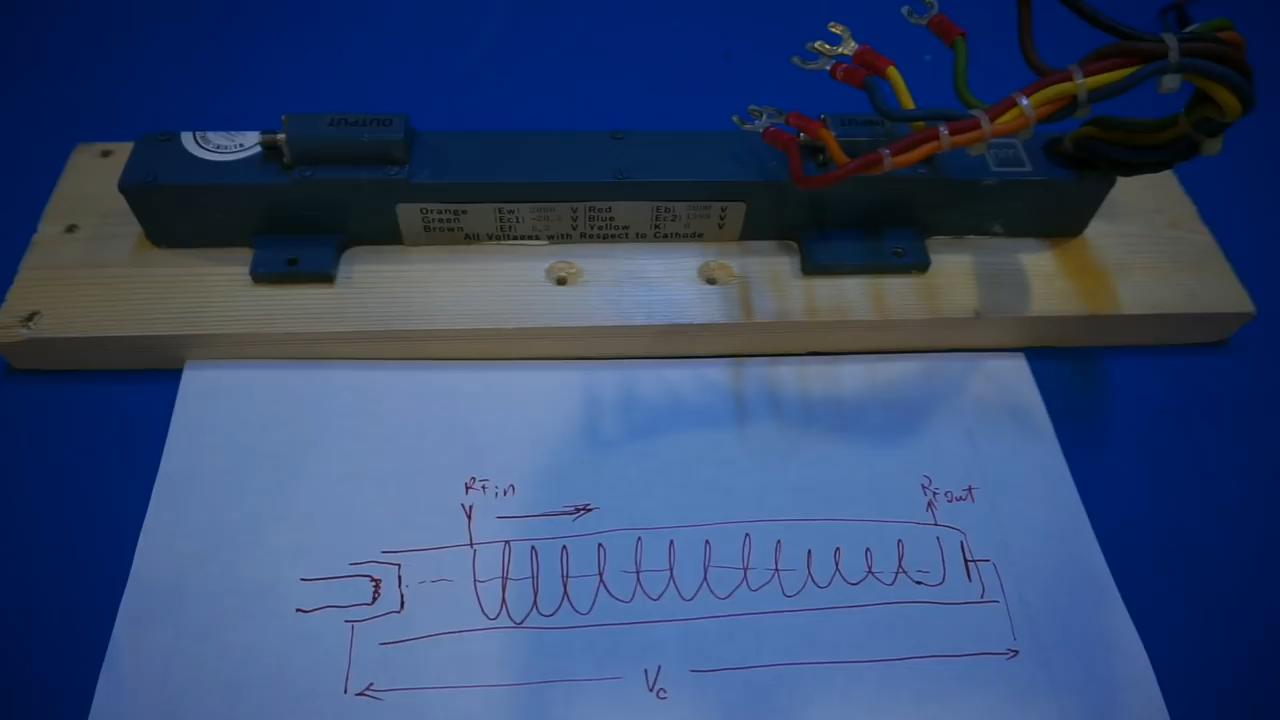 OUTPUT
Orange |Ew| V |Red |Eb| V
Green |Ec1| V |Blue |Ec2| V
Brown |Ef| V |Yellow |K| 0 V
All Voltages with Respect to Cathode
RF in
RF out
Vc